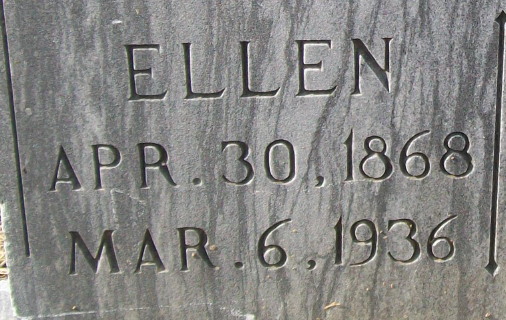 ELLEN
APR. 30, 1868
MAR. 6, 1936